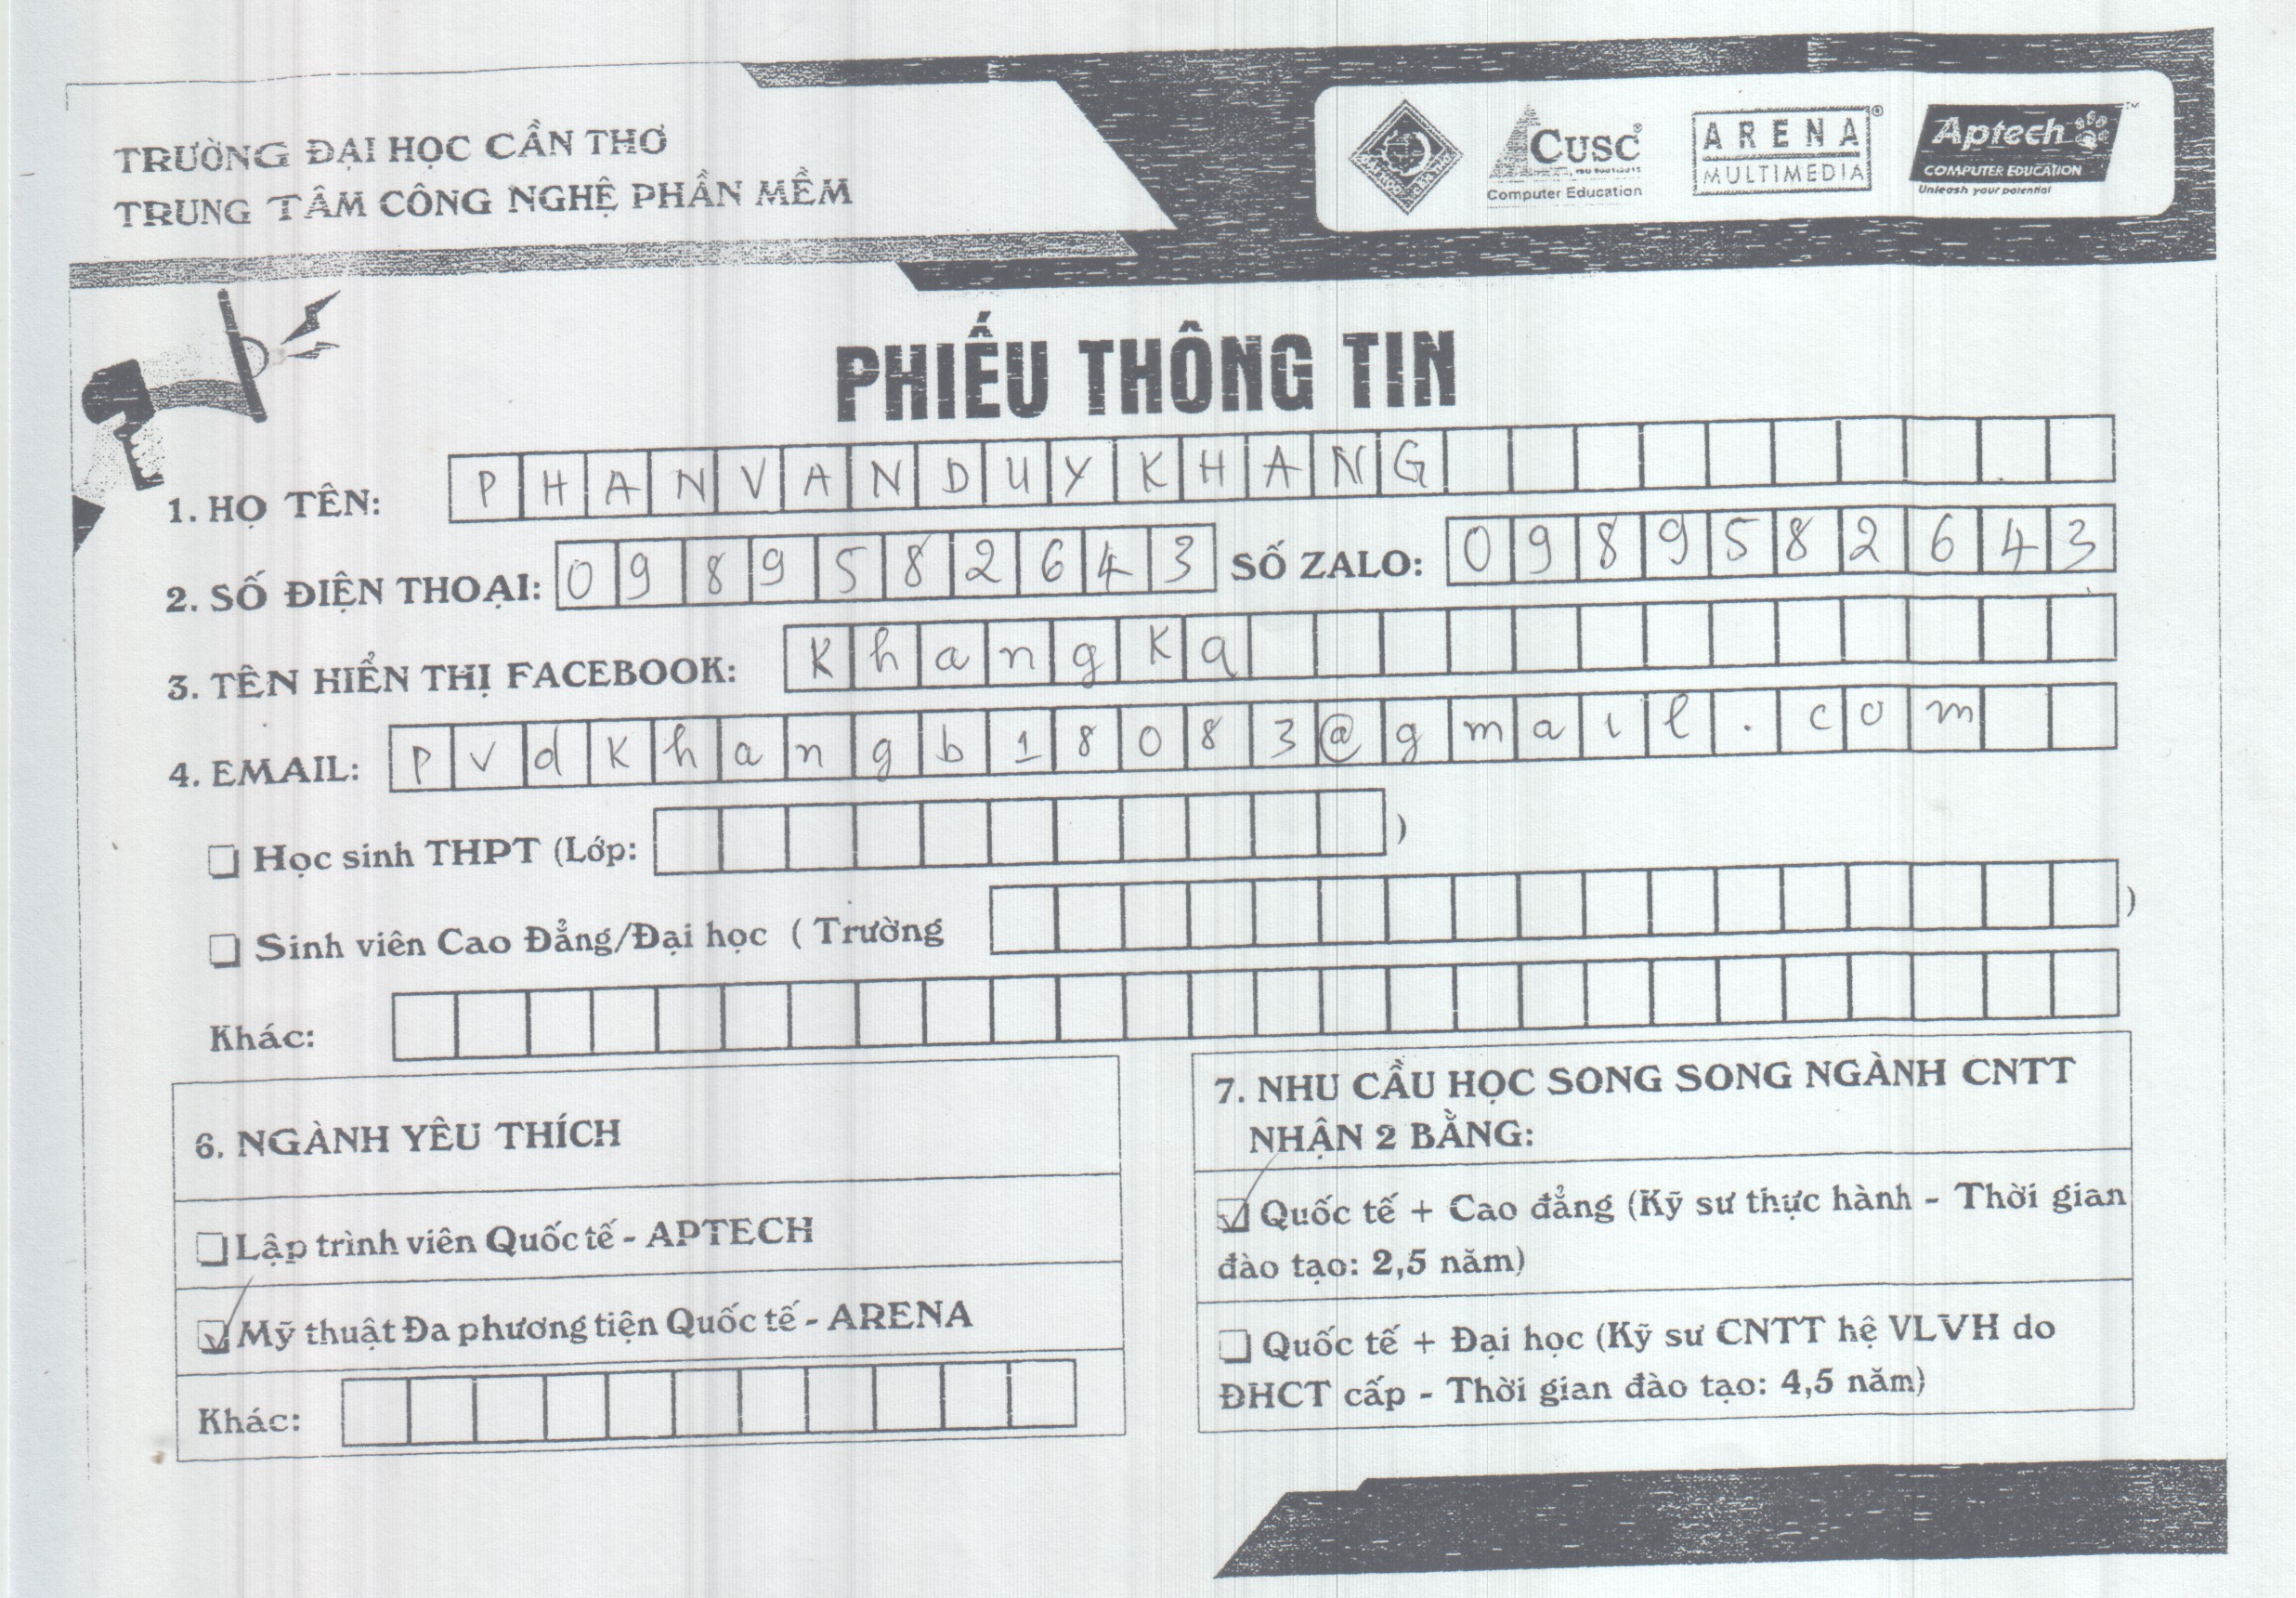 TRƯỜNG ĐẠI HỌC CẦN THƠ
TRUNG TÂM CÔNG NGHỆ PHẦN MỀM
CUSC®
Computer Education
ARENA®
MULTIMEDIA
Aptech™
COMPUTER EDUCATION
Unleash your potential
PHIẾU THÔNG TIN
1. HỌ TÊN: PHANVANDUYKHANG
2. SỐ ĐIỆN THOẠI: 0989582643 SỐ ZALO: 0989582643
3. TÊN HIỂN THỊ FACEBOOK: KhangKa
4. EMAIL: pvdkhangb18083@gmail.com
❑ Học sinh THPT (Lớp: )
❑ Sinh viên Cao Đẳng/Đại học ( Trường )
Khác:
6. NGÀNH YÊU THÍCH
❑ Lập trình viên Quốc tế - APTECH
☑ Mỹ thuật Đa phương tiện Quốc tế - ARENA
Khác:
7. NHU CẦU HỌC SONG SONG NGÀNH CNTT
NHẬN 2 BẰNG:
☑ Quốc tế + Cao đẳng (Kỹ sư thực hành - Thời gian
đào tạo: 2,5 năm)
❑ Quốc tế + Đại học (Kỹ sư CNTT hệ VLVH do
ĐHCT cấp - Thời gian đào tạo: 4,5 năm)